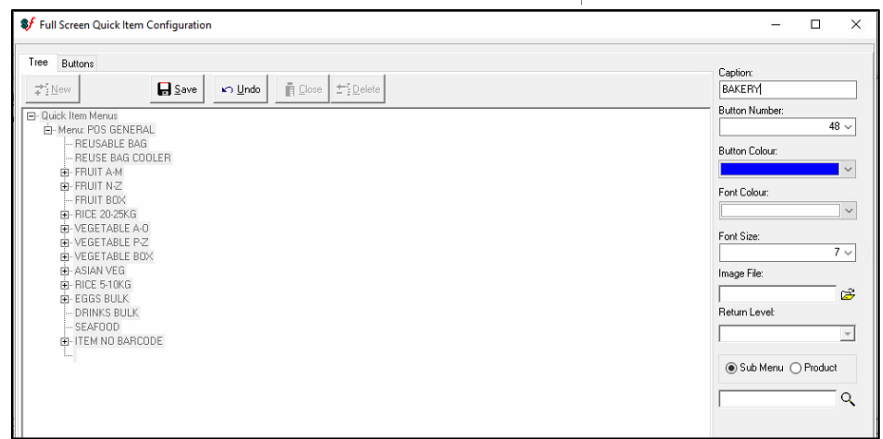 Full Screen Quick Item Configuration
Tree Buttons
New Save Undo Close Delete
Quick Item Menus
Menu: POS GENERAL
REUSABLE BAG
REUSE BAG COOLER
FRUIT A-M
FRUIT N-Z
FRUIT BOX
RICE 20-25KG
VEGETABLE A-O
VEGETABLE P-Z
VEGETABLE BOX
ASIAN VEG
RICE 5-10KG
EGGS BULK
DRINKS BULK
SEAFOOD
ITEM NO BARCODE
Caption:
BAKERY
Button Number:
48
Button Colour:
Font Colour:
Font Size:
7
Image File:
Return Level:
Sub Menu Product